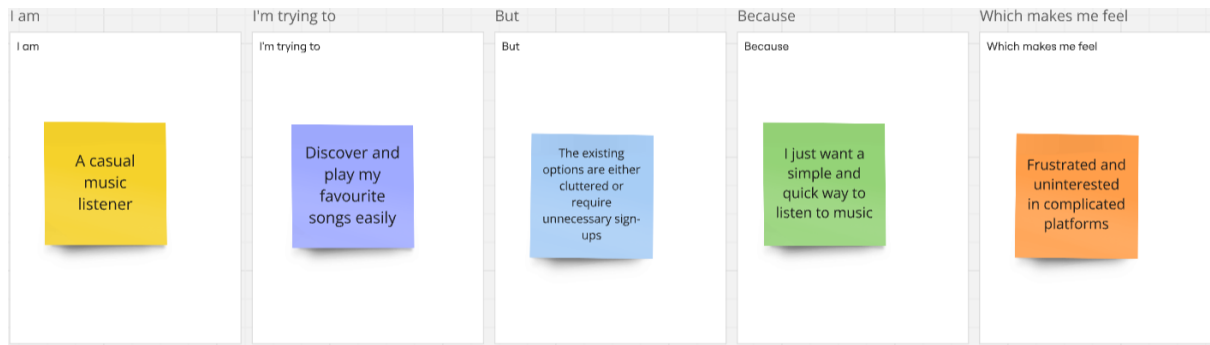 I am
I'm trying to
But
Because
Which makes me feel
I am
I'm trying to
But
Because
Which makes me feel
A casual
music
listener
Discover and
play my
favourite
songs easily
The existing
options are either
cluttered or
require
unnecessary sign-
ups
I just want a
simple and
quick way to
listen to music
Frustrated and
uninterested
in complicated
platforms